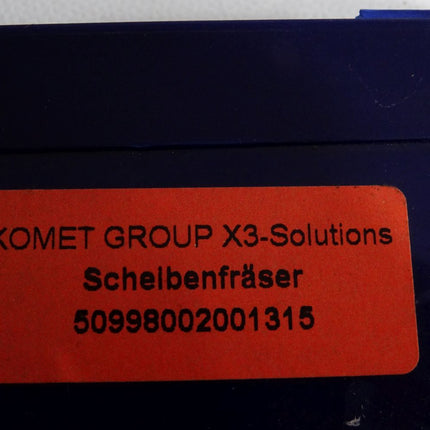 KOMET GROUP X3-Solutions
Scheibenfräser
50998002001315